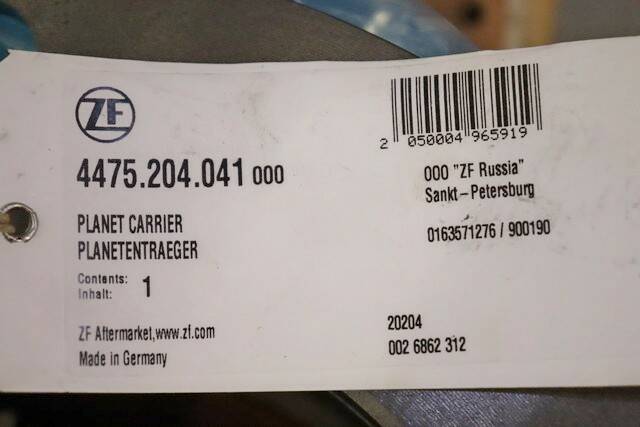 ZF
4475.204.041 000
PLANET CARRIER
PLANETENTRAEGER
Contents:
Inhalt: 1
ZF Aftermarket,www.zf.com
Made in Germany
2 050004 965919
000 "ZF Russia"
Sankt-Petersburg
0163571276 / 900190
20204
002 6862 312